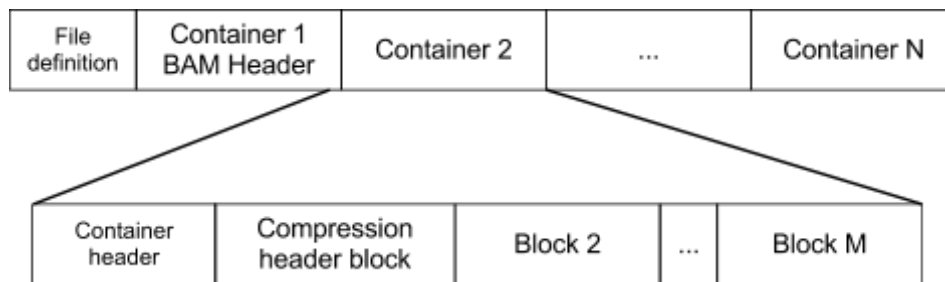 File
definition
Container 1
BAM Header
Container 2
...
Container N
Container
header
Compression
header block
Block 2
...
Block M